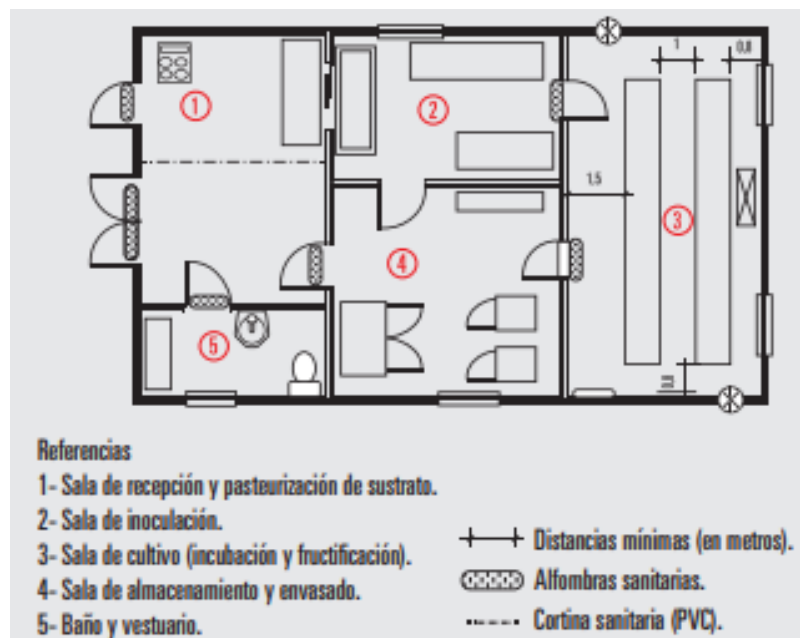 1 0,8
1
2
1,5
3
4
5
0,8
Referencias
1- Sala de recepción y pasteurización de sustrato.
2- Sala de inoculación.
3- Sala de cultivo (incubación y fructificación).
4- Sala de almacenamiento y envasado.
5- Baño y vestuario.
Distancias mínimas (en metros).
Alfombras sanitarias.
Cortina sanitaria (PVC).